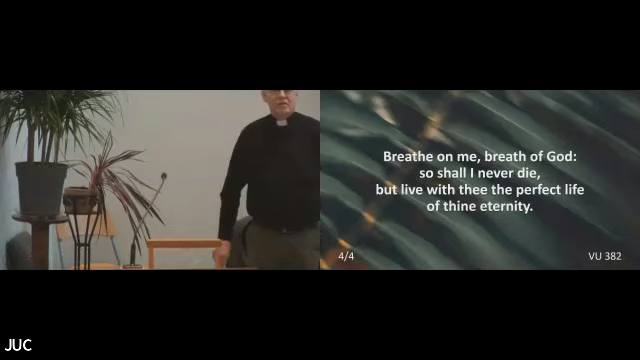 Breathe on me, breath of God:
so shall I never die,
but live with thee the perfect life
of thine eternity.
4/4
VU 382
JUC